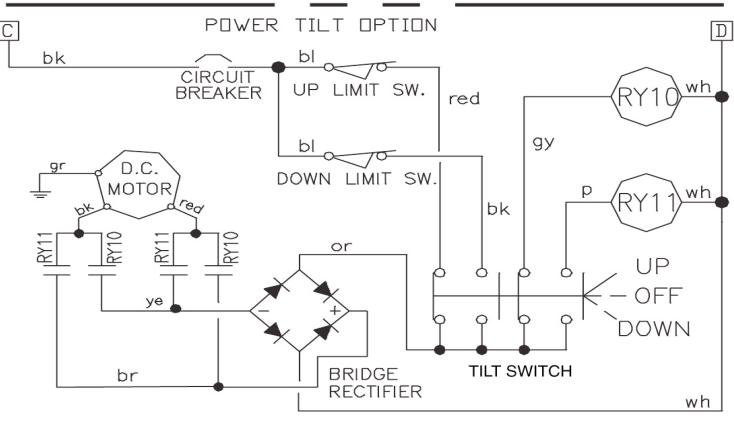 C
POWER TILT OPTION
D
bk
CIRCUIT
BREAKER
bl
UP LIMIT SW.
red
RY10
wh
gy
bl
DOWN LIMIT SW.
bk
p
RY11
wh
gr
D.C.
MOTOR
bk
red
RY11
RY10
RY11
RY10
or
ye
-
+
UP
OFF
DOWN
TILT SWITCH
br
BRIDGE
RECTIFIER
wh